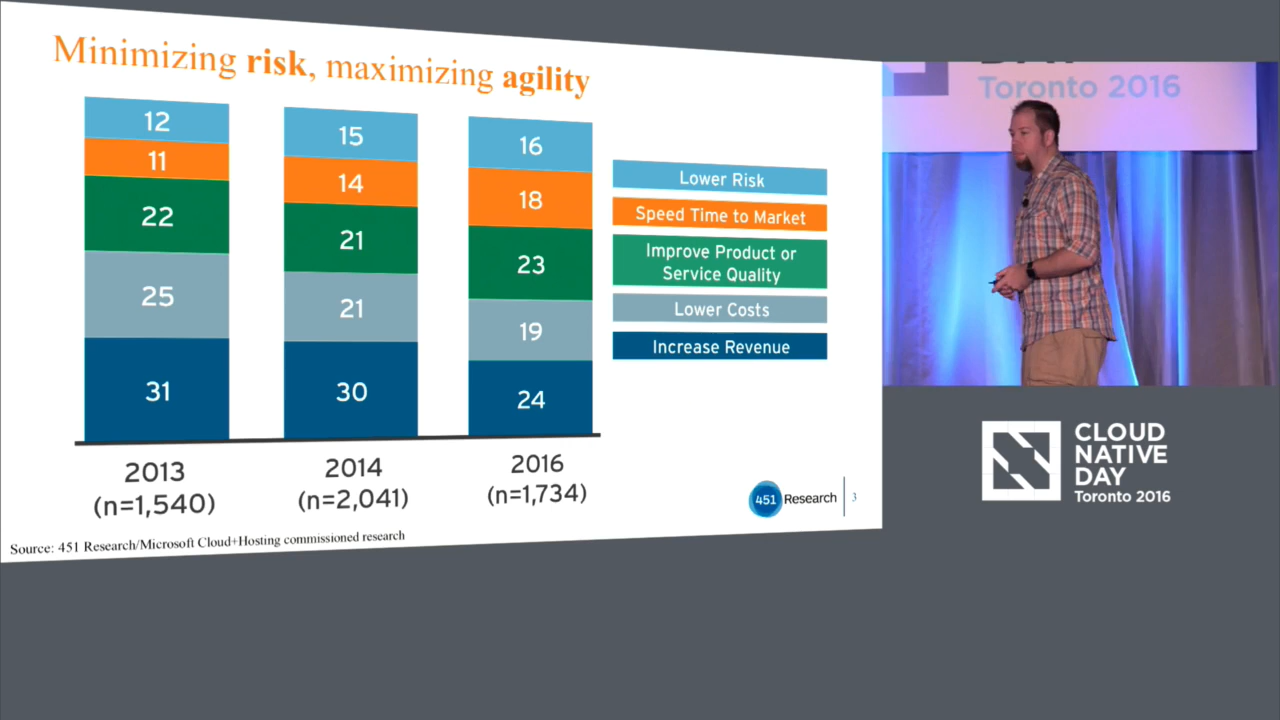 Minimizing risk, maximizing agility
12
11
22
25
31
2013
(n=1,540)
15
14
21
21
30
2014
(n=2,041)
16
18
23
19
24
2016
(n=1,734)
Lower Risk
Speed Time to Market
Improve Product or
Service Quality
Lower Costs
Increase Revenue
451 Research
3
Source: 451 Research/Microsoft Cloud+Hosting commissioned research
Toronto 2016
CLOUD
NATIVE
DAY
Toronto 2016